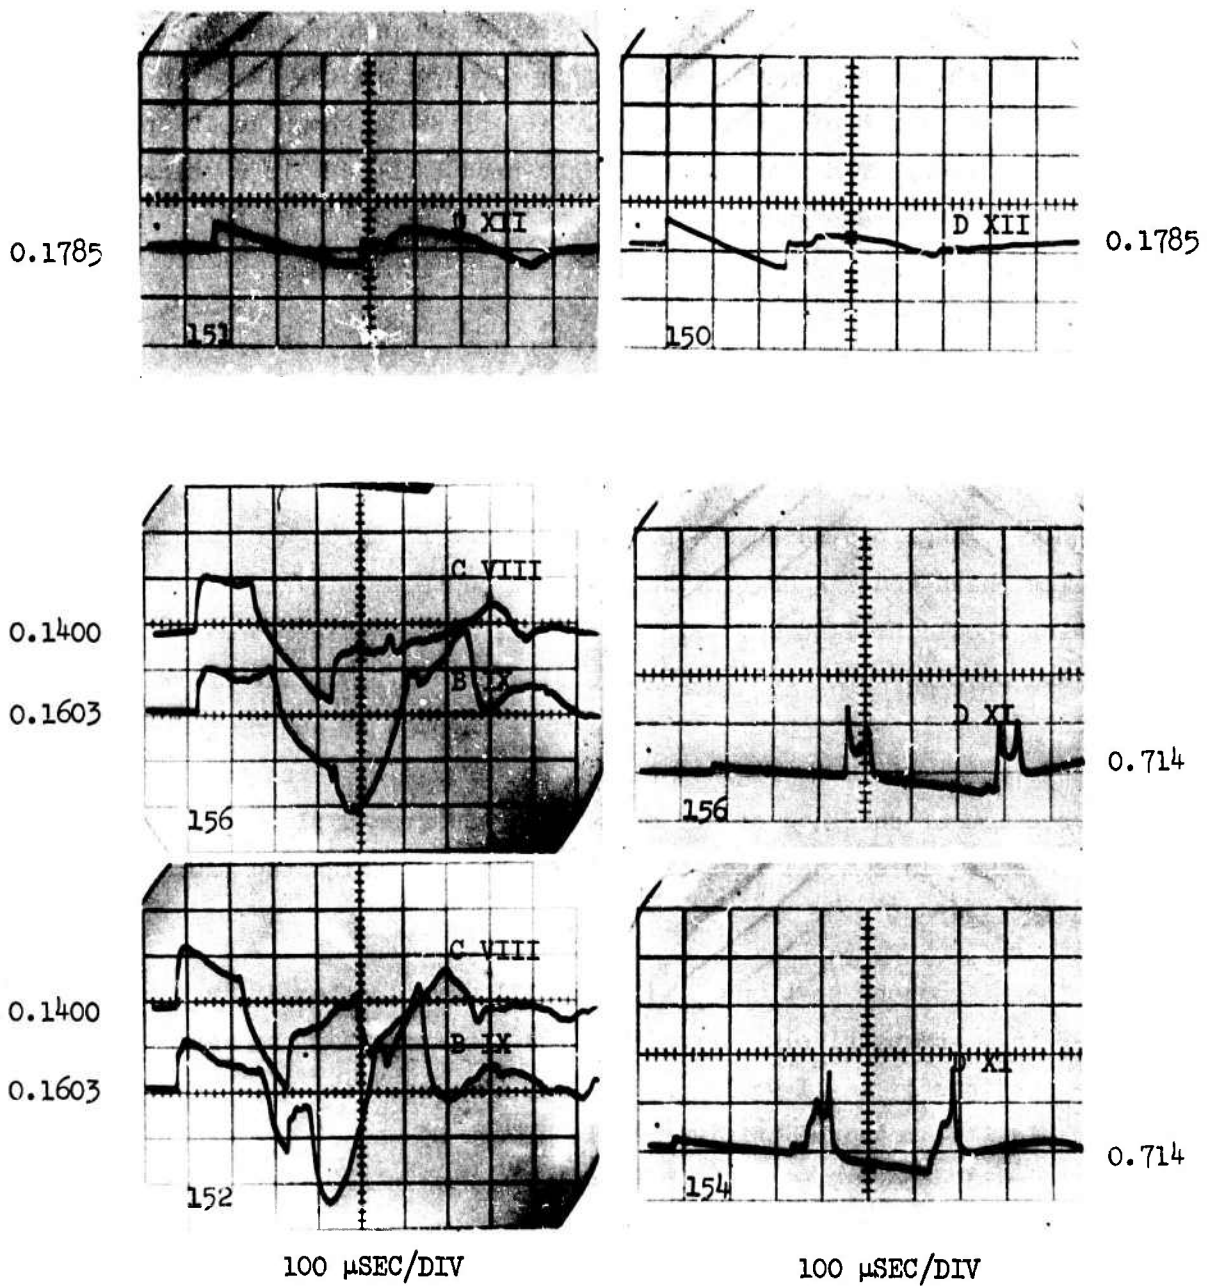 D XII
0.1785
151
D XII
0.1785
150
C VIII
0.1400
B IX
0.1603
156
D XI
0.714
156
C VIII
0.1400
B IX
0.1603
152
D XI
0.714
154
100 µSEC/DIV
100 µSEC/DIV